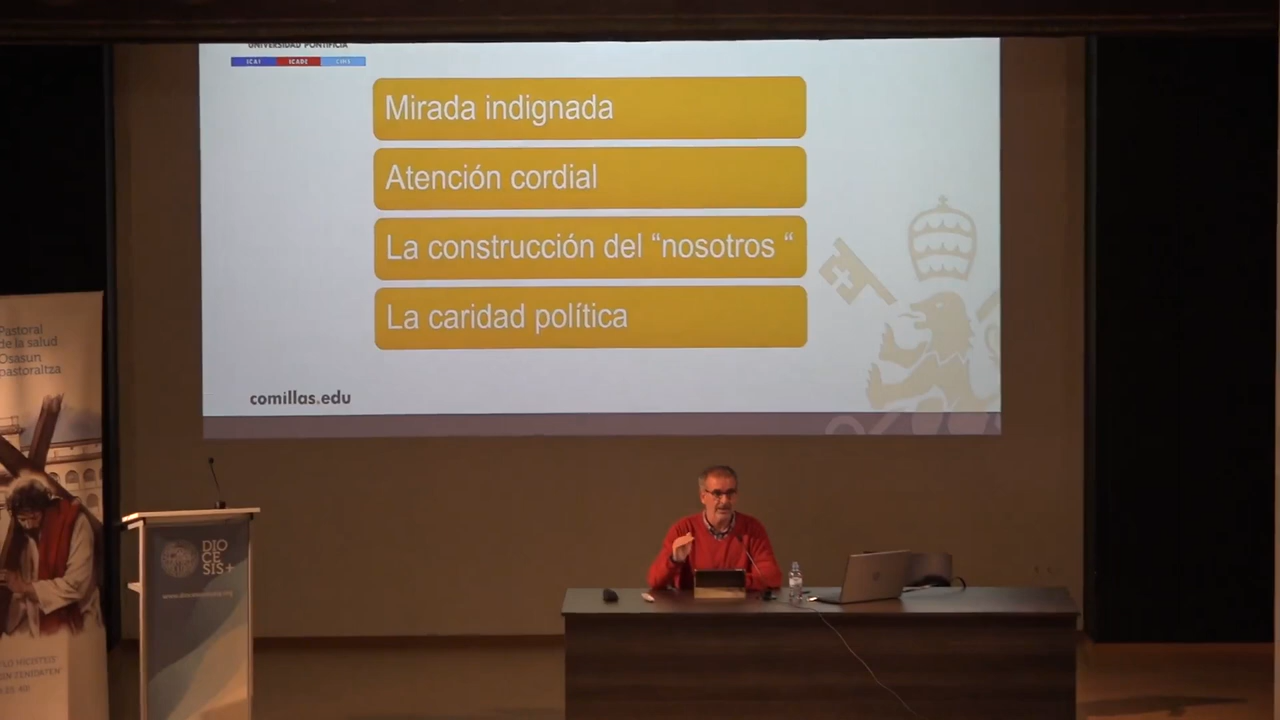 UNIVERSIDAD PONTIFICIA
ICAI ICADE CIHS
Mirada indignada
Atención cordial
La construcción del “nosotros “
La caridad política
comillas.edu
Pastoral
de la salud
Osasun
pastoraltza
DIO
CE
SIS+